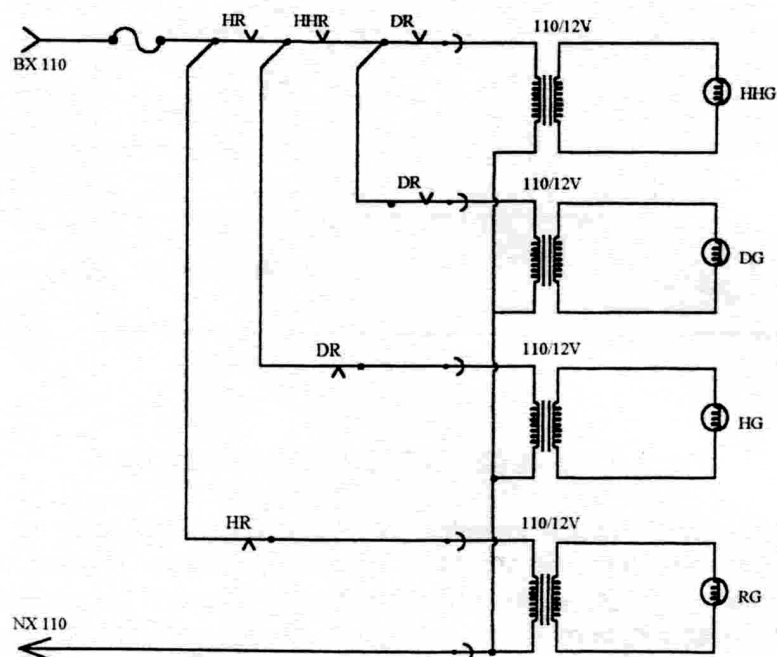 HR HHR DR 110/12V
BX 110
HHG
DR 110/12V
DG
DR 110/12V
HG
HR 110/12V
RG
NX 110